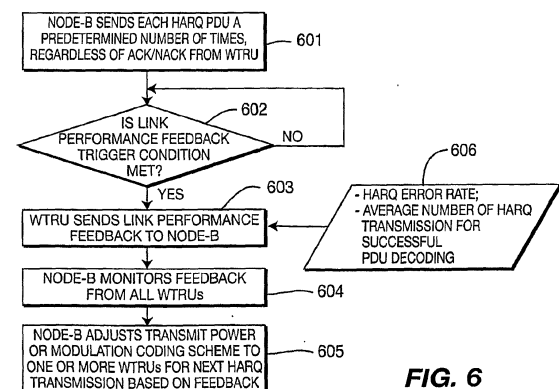 NODE-B SENDS EACH HARQ PDU A
PREDETERMINED NUMBER OF TIMES,
REGARDLESS OF ACK/NACK FROM WTRU
601
602
IS LINK
PERFORMANCE FEEDBACK
TRIGGER CONDITION
MET?
NO
YES
603
606
- HARQ ERROR RATE;
- AVERAGE NUMBER OF HARQ
TRANSMISSION FOR
SUCCESSFUL
PDU DECODING
WTRU SENDS LINK PERFORMANCE
FEEDBACK TO NODE-B
NODE-B MONITORS FEEDBACK
FROM ALL WTRUs
604
NODE-B ADJUSTS TRANSMIT POWER
OR MODULATION CODING SCHEME TO
ONE OR MORE WTRUs FOR NEXT HARQ
TRANSMISSION BASED ON FEEDBACK
605
FIG. 6